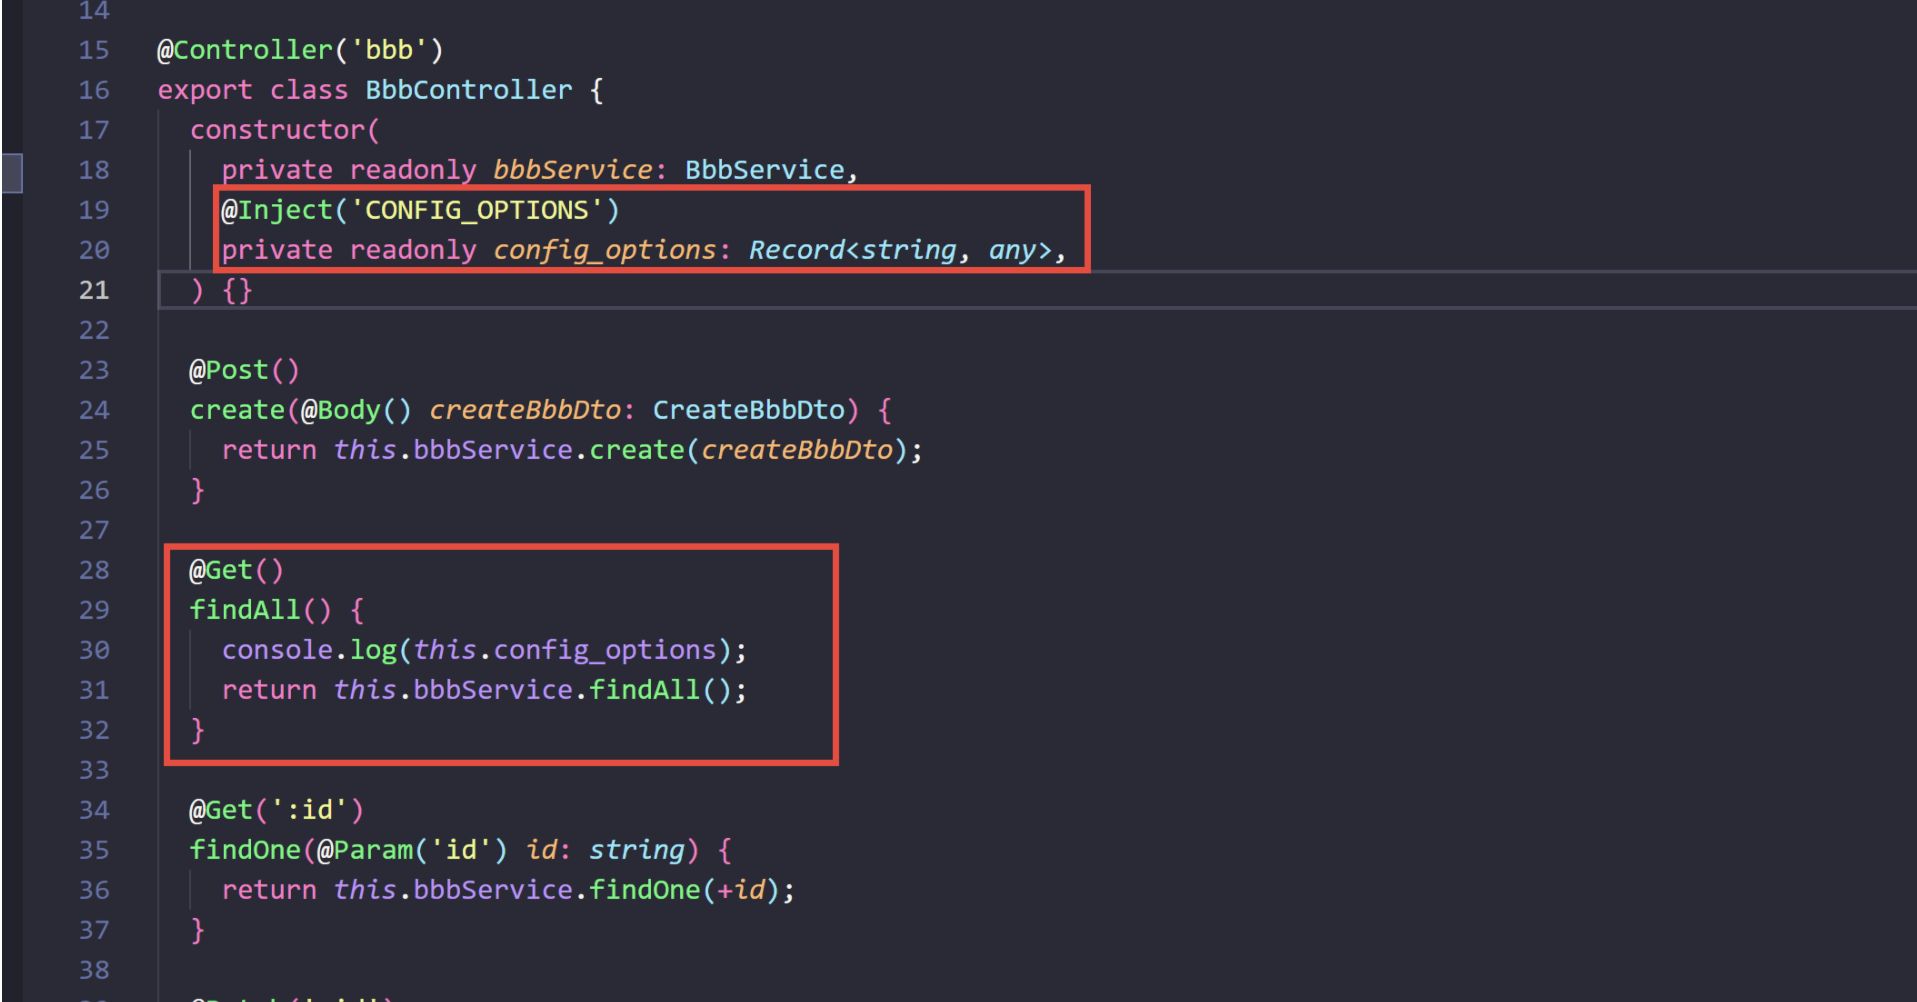 14
15 @Controller('bbb')
16 export class BbbController {
17 constructor(
18 private readonly bbbService: BbbService,
19 @Inject('CONFIG_OPTIONS')
20 private readonly config_options: Record<string, any>,
21 ) {}
22
23 @Post()
24 create(@Body() createBbbDto: CreateBbbDto) {
25 return this.bbbService.create(createBbbDto);
26 }
27
28 @Get()
29 findAll() {
30 console.log(this.config_options);
31 return this.bbbService.findAll();
32 }
33
34 @Get(':id')
35 findOne(@Param('id') id: string) {
36 return this.bbbService.findOne(+id);
37 }
38